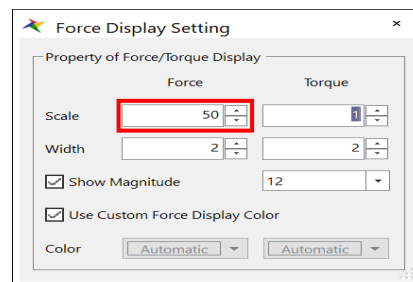 Force Display Setting ×
Property of Force/Torque Display
Force Torque
Scale 50 1
Width 2 2
Show Magnitude 12
Use Custom Force Display Color
Color Automatic Automatic